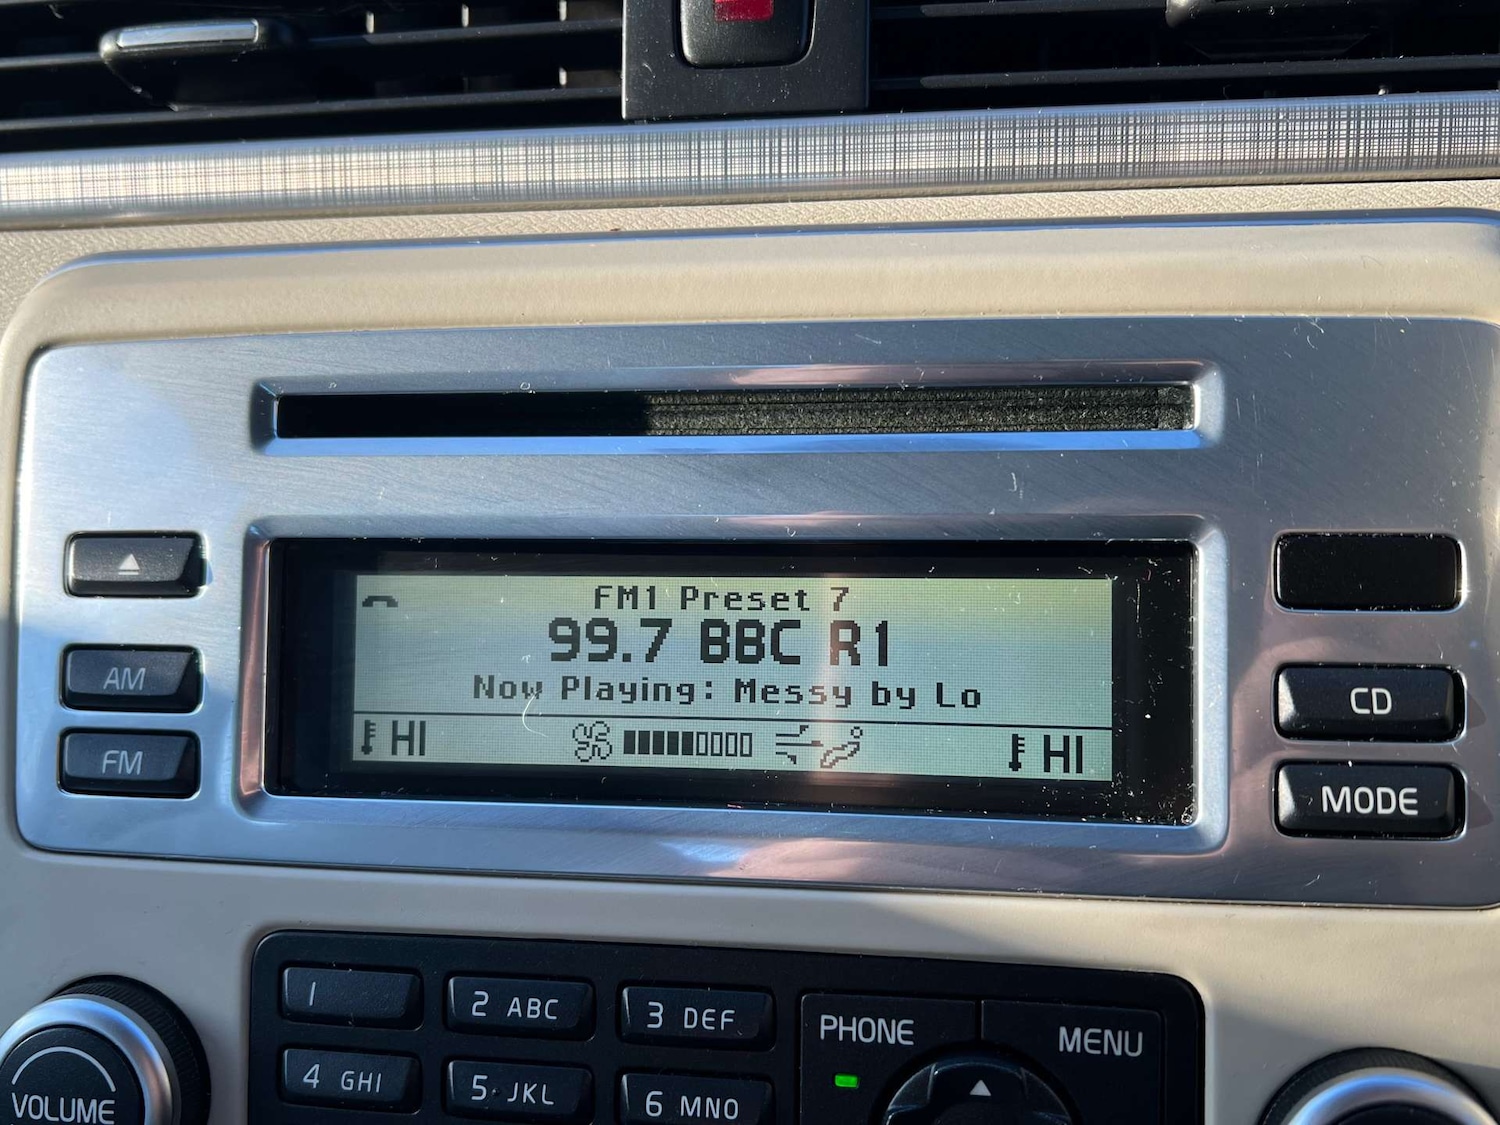 FM1 Preset 7
99.7 BBC R1
Now Playing: Messy by Lo
HI HI
AM
FM
CD
MODE
1
2 ABC
3 DEF
4 GHI
5 JKL
6 MNO
PHONE
MENU
VOLUME